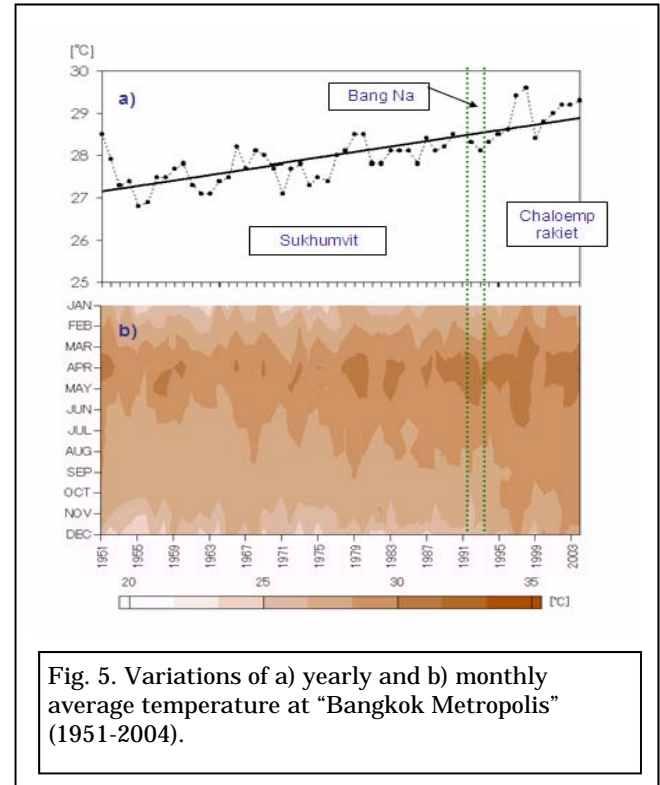 [°C]
30
29
28
27
26
25
a)
Bang Na
Sukhumvit
Chaloemp
rakiet
b)
JAN
FEB
MAR
APR
MAY
JUN
JUL
AUG
SEP
OCT
NOV
DEC
1951
1955
1959
1963
1967
1971
1975
1979
1983
1987
1991
1995
1999
2003
20
25
30
35
[°C]
Fig. 5. Variations of a) yearly and b) monthly
average temperature at “Bangkok Metropolis”
(1951-2004).